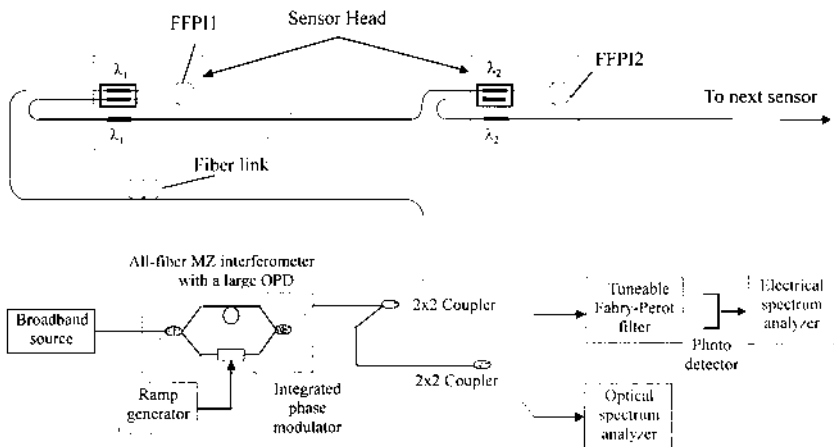 FFPI1
Sensor Head
λ1
λ2
FFPI2
To next sensor
λ1
λ2
Fiber link
All-fiber MZ interferometer
with a large OPD
Broadband
source
2x2 Coupler
Tuneable
Fabry-Perot
filter
Electrical
spectrum
analyzer
Photo
detector
Ramp
generator
Integrated
phase
modulator
2x2 Coupler
Optical
spectrum
analyzer